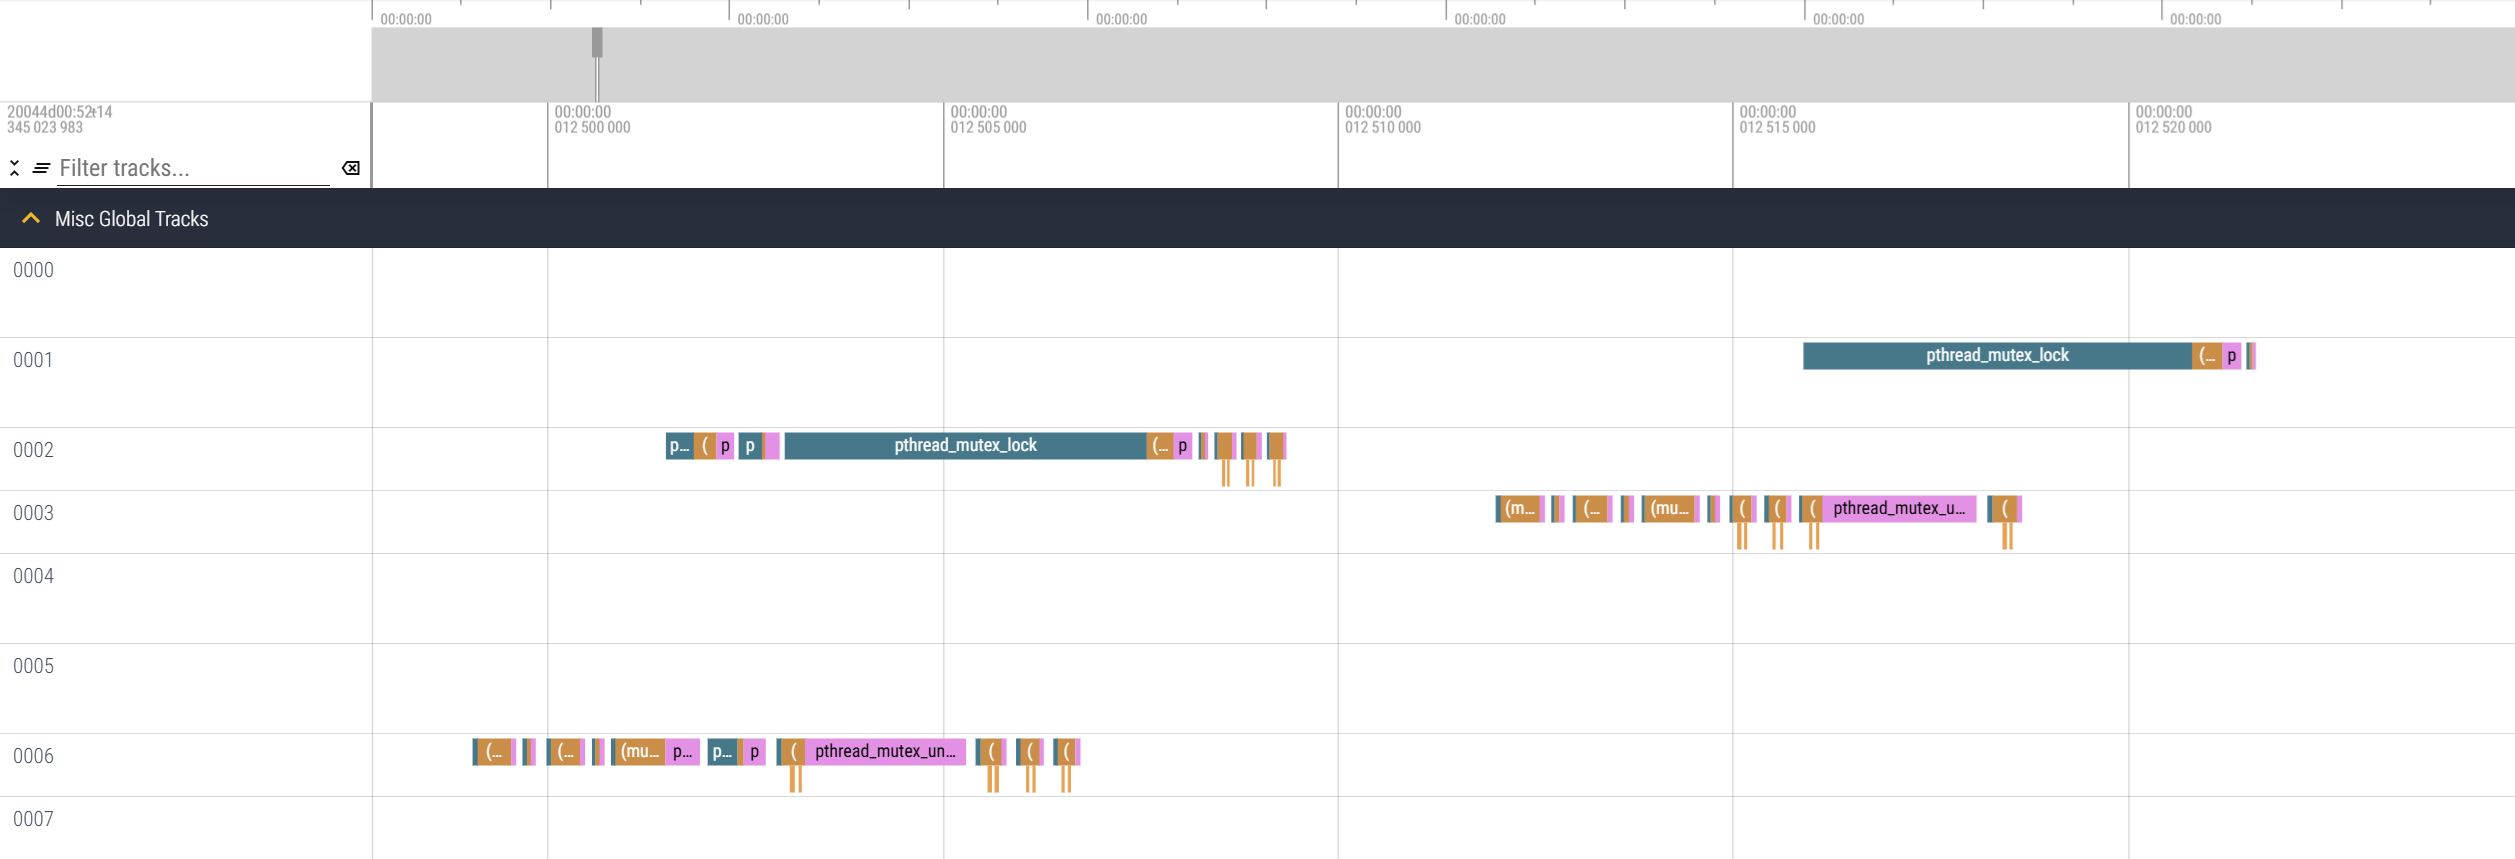 00:00:00 00:00:00 00:00:00 00:00:00 00:00:00 00:00:00
00:00:00 00:00:00 00:00:00 00:00:00 00:00:00
345 023 983 012 500 000 012 505 000 012 510 000 012 515 000 012 520 000
Filter tracks...
Misc Global Tracks
0000
0001 pthread_mutex_lock (... p
0002 p... ( p p pthread_mutex_lock (... p
0003 (m... (... (mu... ( ( ( pthread_mutex_u... (
0004
0005
0006 (... (... (mu... p... p... p ( pthread_mutex_un... ( ( (
0007